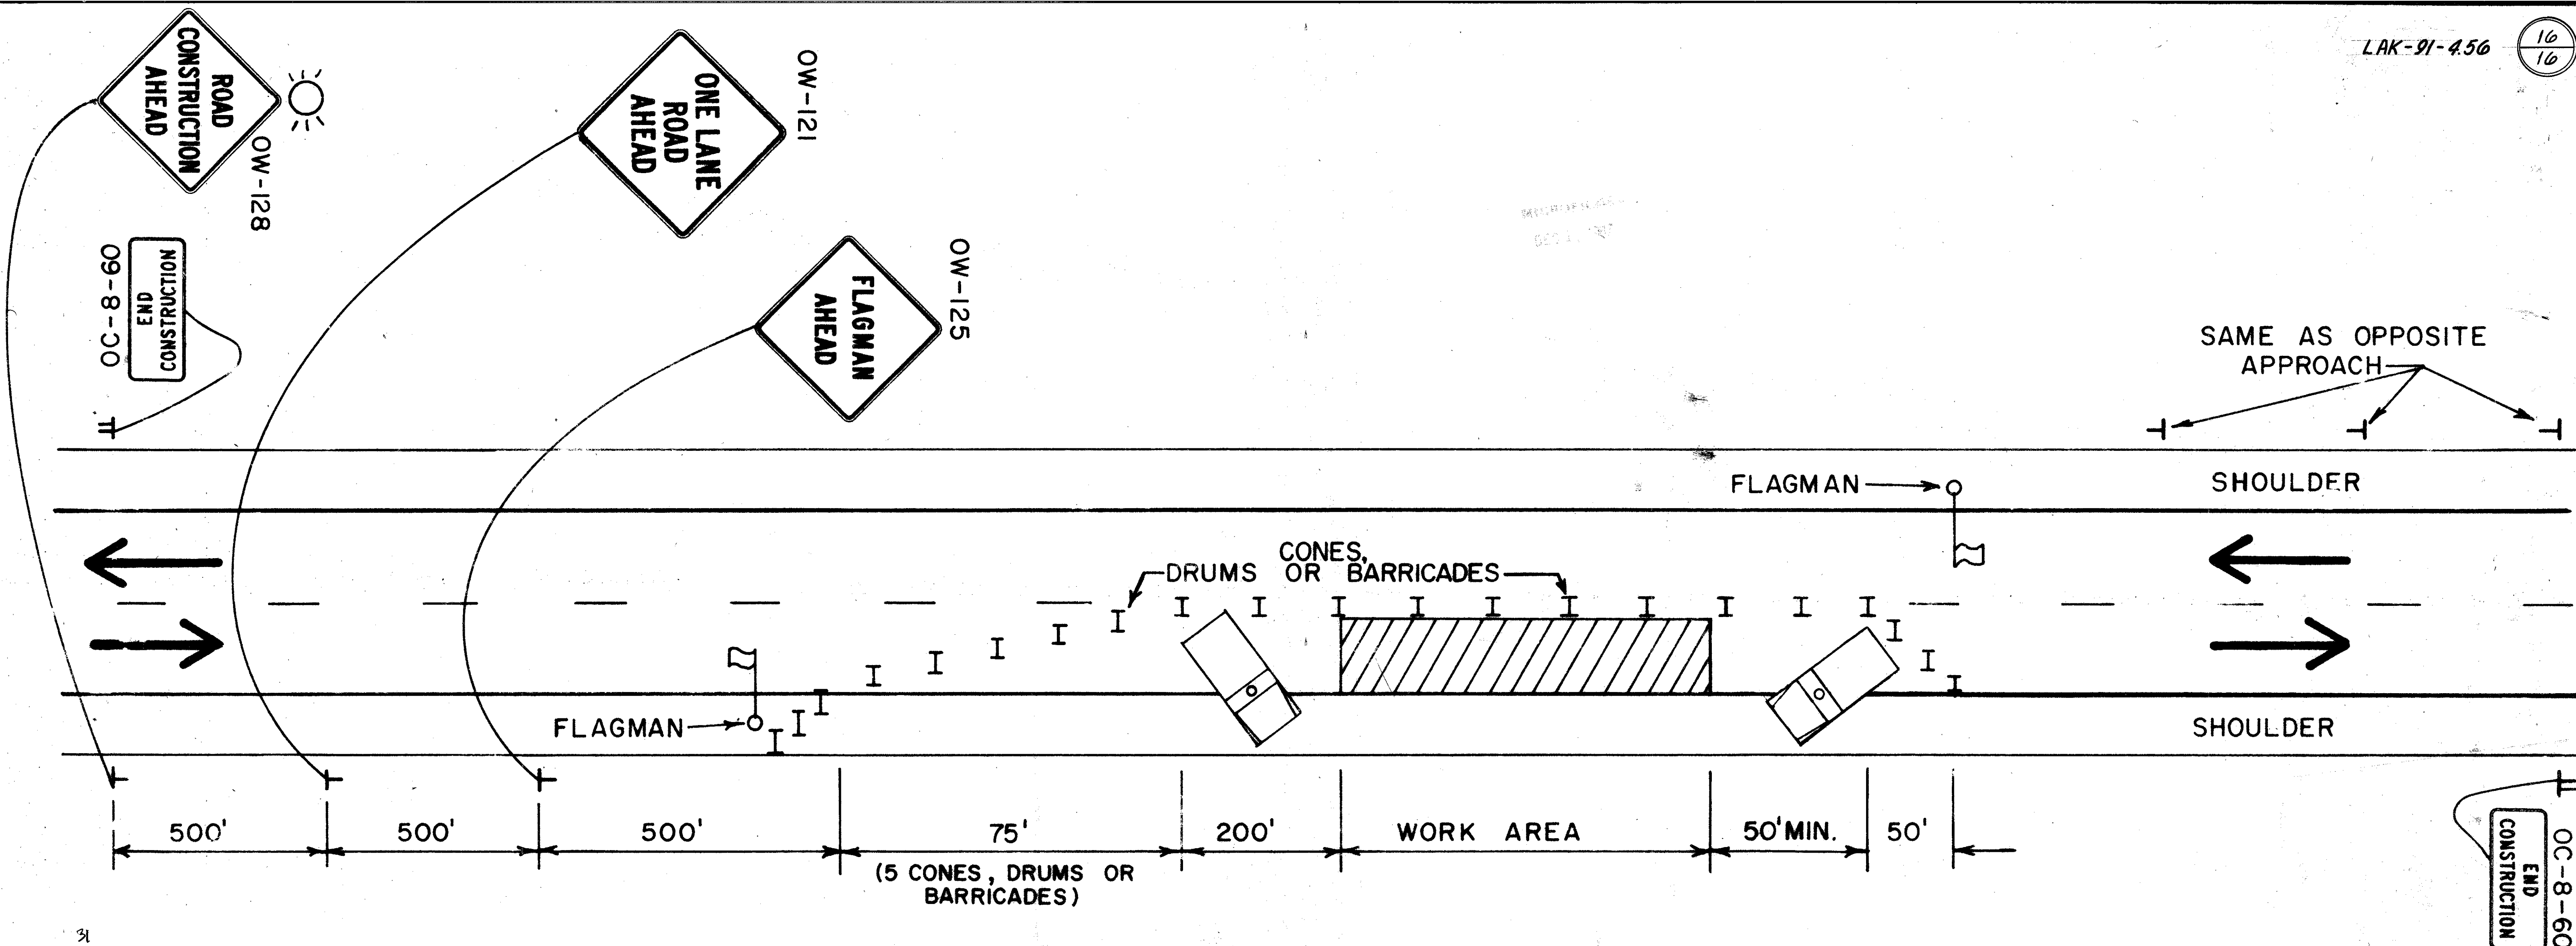 LAK-91-4.56
16
16
ROAD
CONSTRUCTION
AHEAD
OW-128
ONE LANE
ROAD
AHEAD
OW-121
FLAGMAN
AHEAD
OW-125
END
CONSTRUCTION
OC-8-60
SAME AS OPPOSITE
APPROACH
FLAGMAN
SHOULDER
CONES,
DRUMS OR BARRICADES
FLAGMAN
SHOULDER
500'
500'
500'
75'
200'
WORK AREA
50' MIN.
50'
(5 CONES, DRUMS OR
BARRICADES)
END
CONSTRUCTION
OC-8-60
31